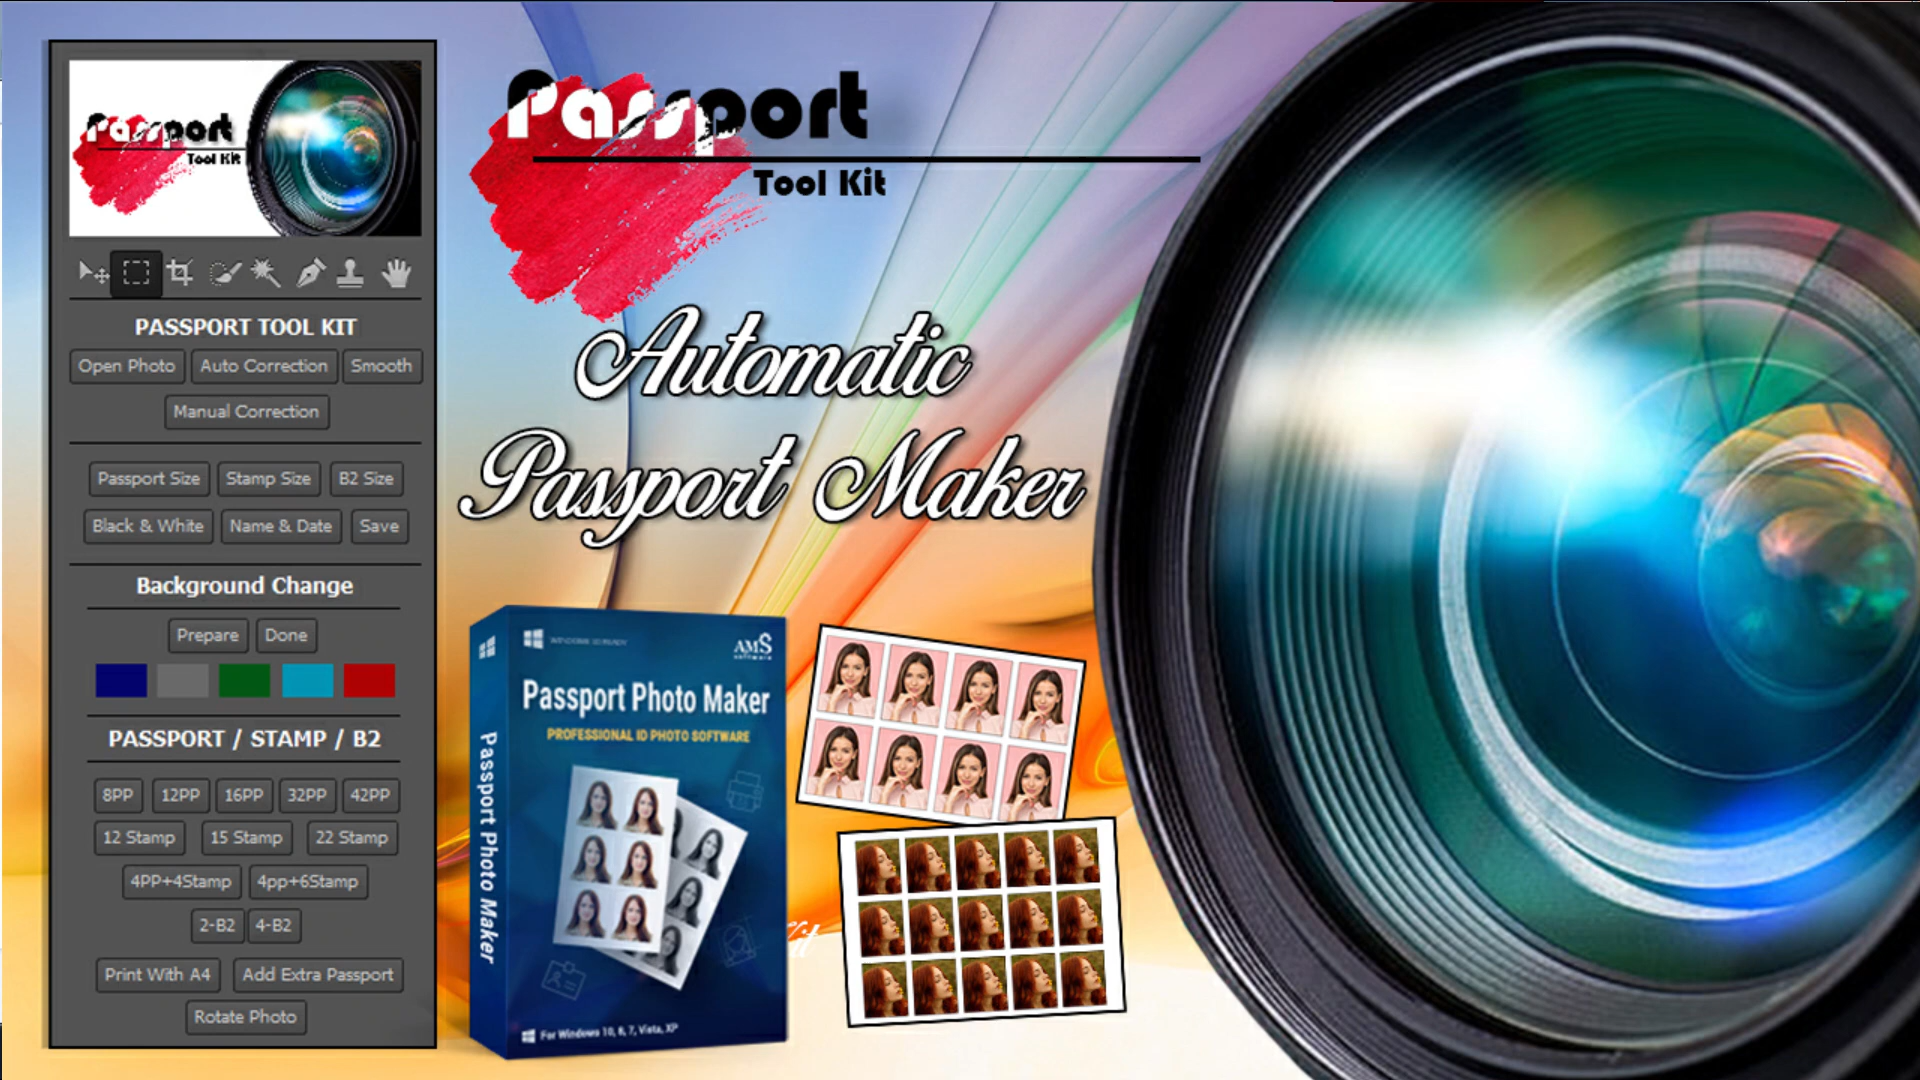 Passport
Tool Kit
PASSPORT TOOL KIT
Open Photo
Auto Correction
Smooth
Manual Correction
Passport Size
Stamp Size
B2 Size
Black & White
Name & Date
Save
Background Change
Prepare
Done
PASSPORT / STAMP / B2
8PP
12PP
16PP
32PP
42PP
12 Stamp
15 Stamp
22 Stamp
4PP+4Stamp
4pp+6Stamp
2-B2
4-B2
Print With A4
Add Extra Passport
Rotate Photo
Passport
Tool Kit
Automatic
Passport Maker
WINDOWS 10 READY
AMS
software
Passport Photo Maker
PROFESSIONAL ID PHOTO SOFTWARE
Passport Photo Maker
For Windows 10, 8, 7, Vista, XP